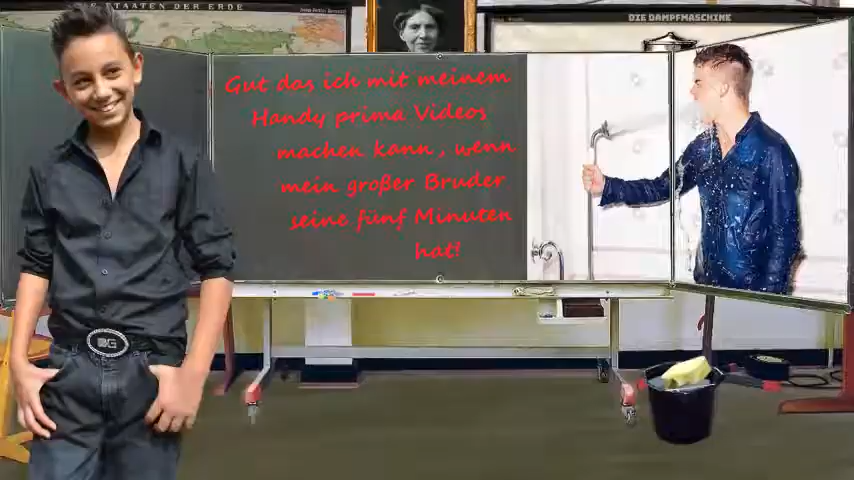 STAATEN DER ERDE
DIE DAMPFMASCHINE
Gut das ich mit meinem
Handy prima Videos
machen kann, wenn
mein großer Bruder
seine fünf Minuten
hat!